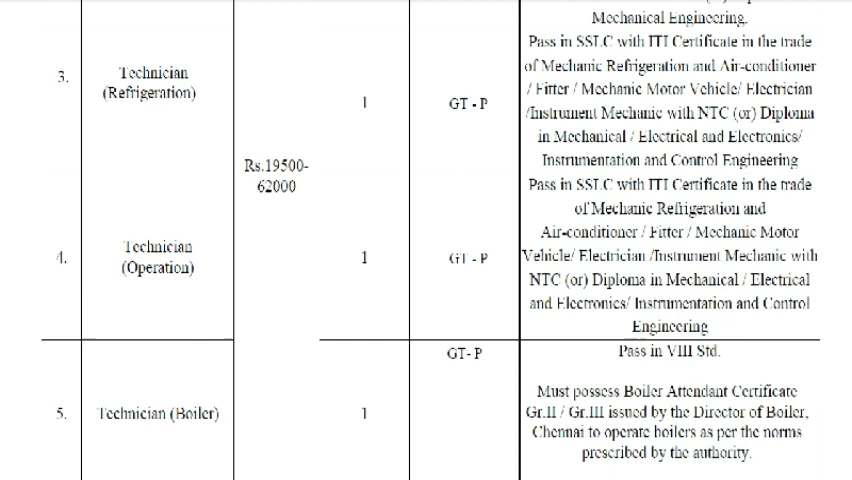 Mechanical Engineering.
3.
Technician
(Refrigeration)
1
GT - P
Pass in SSLC with ITI Certificate in the trade
of Mechanic Refrigeration and Air-conditioner
/ Fitter / Mechanic Motor Vehicle/ Electrician
/Instrument Mechanic with NTC (or) Diploma
in Mechanical / Electrical and Electronics/
Instrumentation and Control Engineering
Rs.19500-
62000
4.
Technician
(Operation)
1
GT - P
Pass in SSLC with ITI Certificate in the trade
of Mechanic Refrigeration and
Air-conditioner / Fitter / Mechanic Motor
Vehicle/ Electrician /Instrument Mechanic with
NTC (or) Diploma in Mechanical / Electrical
and Electronics/ Instrumentation and Control
Engineering
5.
Technician (Boiler)
1
GT- P
Pass in VIII Std.
Must possess Boiler Attendant Certificate
Gr.II / Gr.III issued by the Director of Boiler,
Chennai to operate boilers as per the norms
prescribed by the authority.